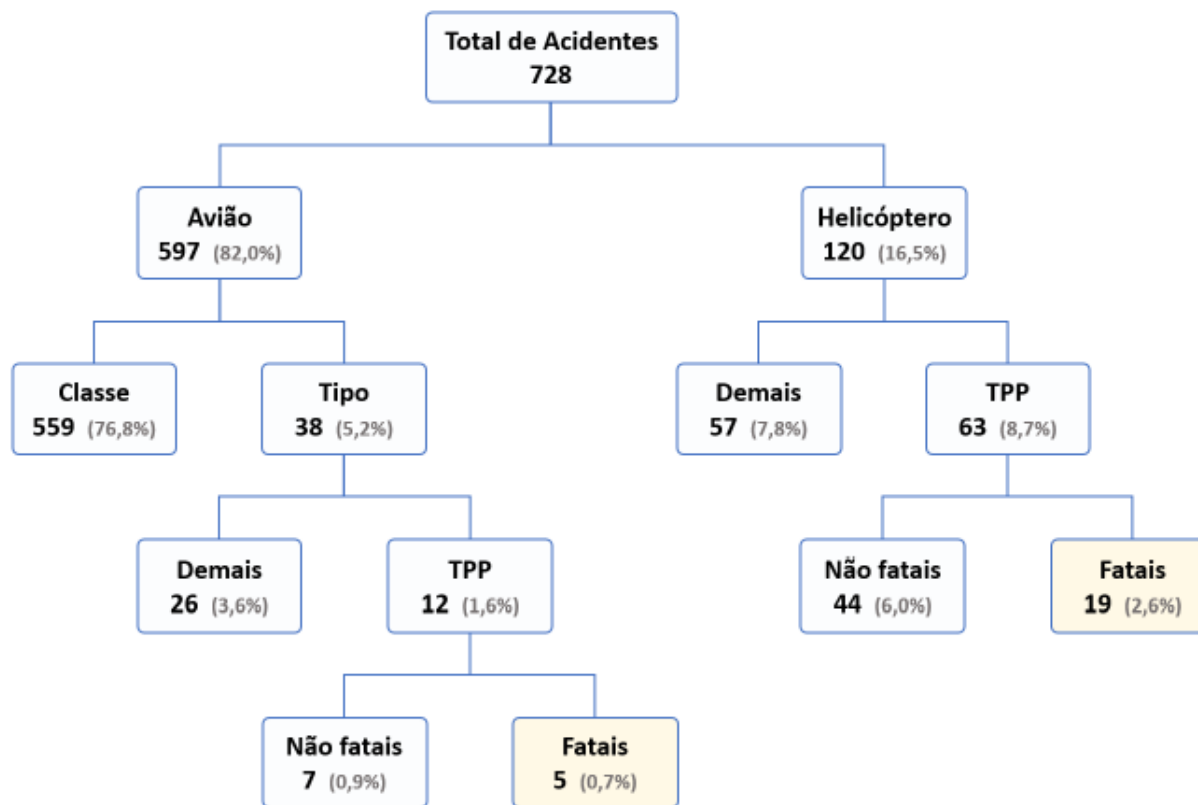 Total de Acidentes
728
Avião
597 (82,0%)
Helicóptero
120 (16,5%)
Classe
559 (76,8%)
Tipo
38 (5,2%)
Demais
57 (7,8%)
TPP
63 (8,7%)
Demais
26 (3,6%)
TPP
12 (1,6%)
Não fatais
44 (6,0%)
Fatais
19 (2,6%)
Não fatais
7 (0,9%)
Fatais
5 (0,7%)